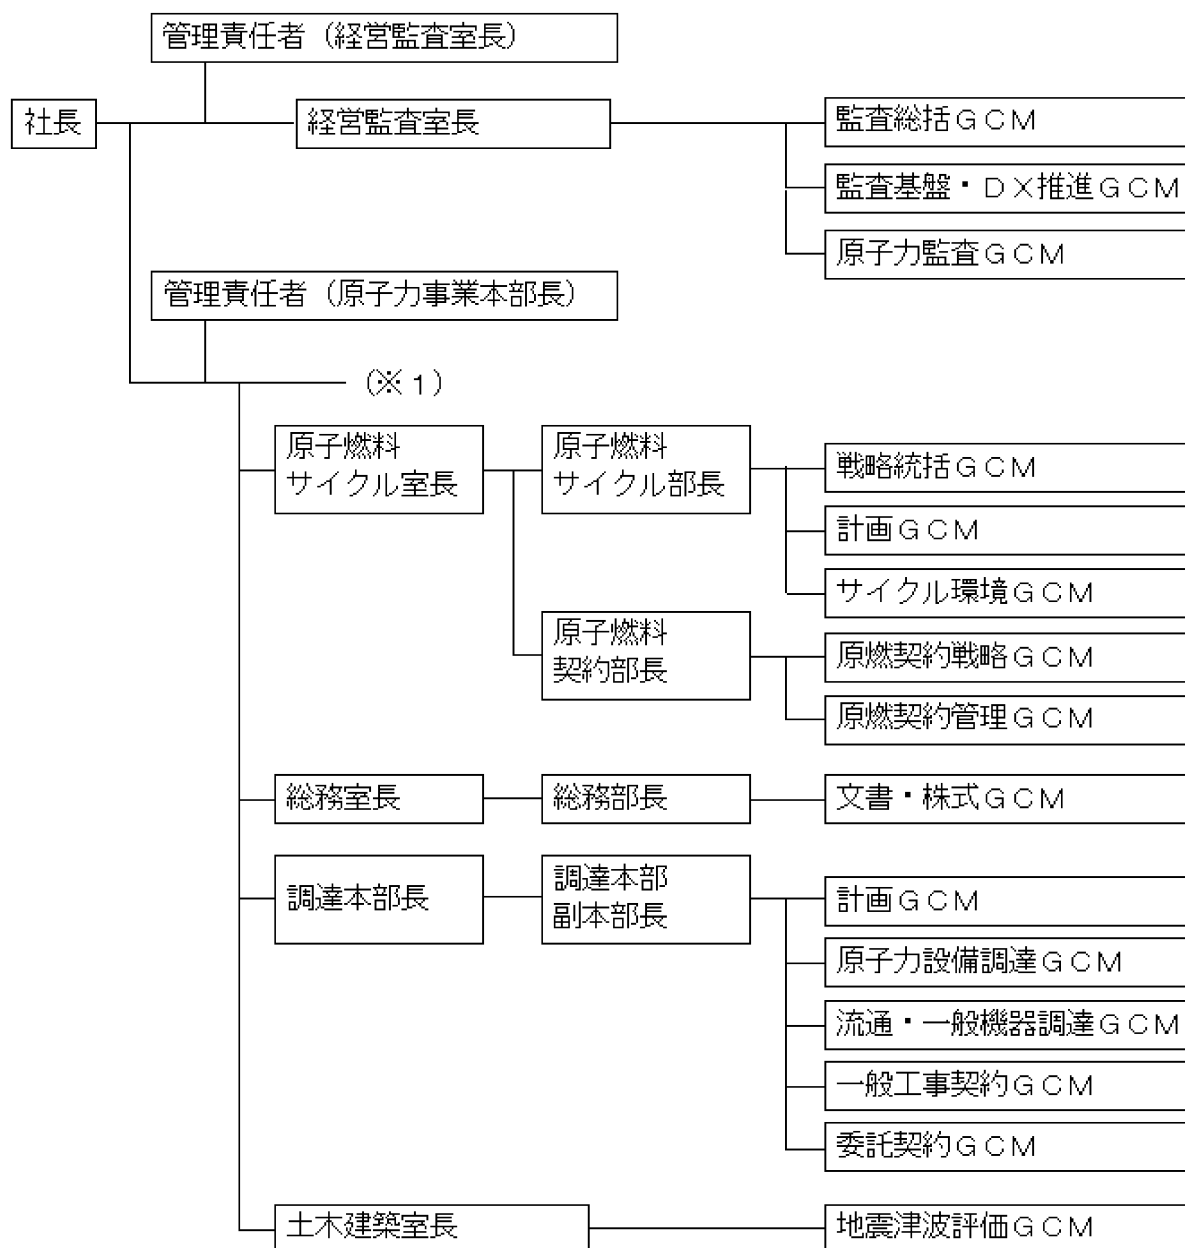 管理責任者（経営監査室長）
社長
経営監査室長
監査総括ＧＣＭ
監査基盤・ＤＸ推進ＧＣＭ
原子力監査ＧＣＭ
管理責任者（原子力事業本部長）
（※１）
原子燃料
サイクル室長
原子燃料
サイクル部長
戦略統括ＧＣＭ
計画ＧＣＭ
サイクル環境ＧＣＭ
原子燃料
契約部長
原燃契約戦略ＧＣＭ
原燃契約管理ＧＣＭ
総務室長
総務部長
文書・株式ＧＣＭ
調達本部長
調達本部
副本部長
計画ＧＣＭ
原子力設備調達ＧＣＭ
流通・一般機器調達ＧＣＭ
一般工事契約ＧＣＭ
委託契約ＧＣＭ
土木建築室長
地震津波評価ＧＣＭ